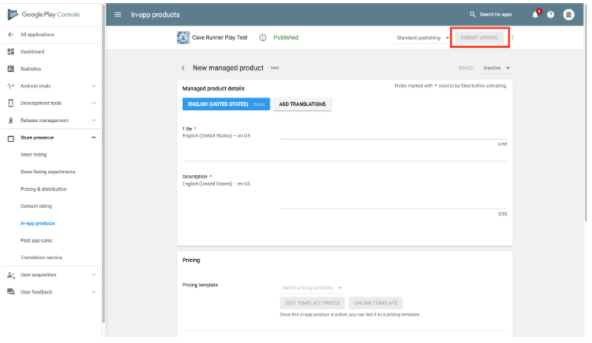 Google Play Console
In-app products
Search for apps
All applications
Cave Runner Play Test
Published
Standard publishing
SUBMIT UPDATE
Dashboard
Statistics
Android vitals
Development tools
Release management
Store presence
Store listing
Store listing experiments
Pricing & distribution
Content rating
In-app products
Paid app sales
Translation service
User acquisition
User feedback
New managed product - test
SAVED
Inactive
Managed product details
Fields marked with * need to be filled before activating.
ENGLISH (UNITED STATES)
ADD TRANSLATIONS
Title *
English (United States) – en-US
0/55
Description *
English (United States) – en-US
0/80
Pricing
Pricing template
Select pricing template
EDIT TEMPLATE PRICES
UNLINK TEMPLATE
Once this in-app product is active, you can link it to a pricing template.